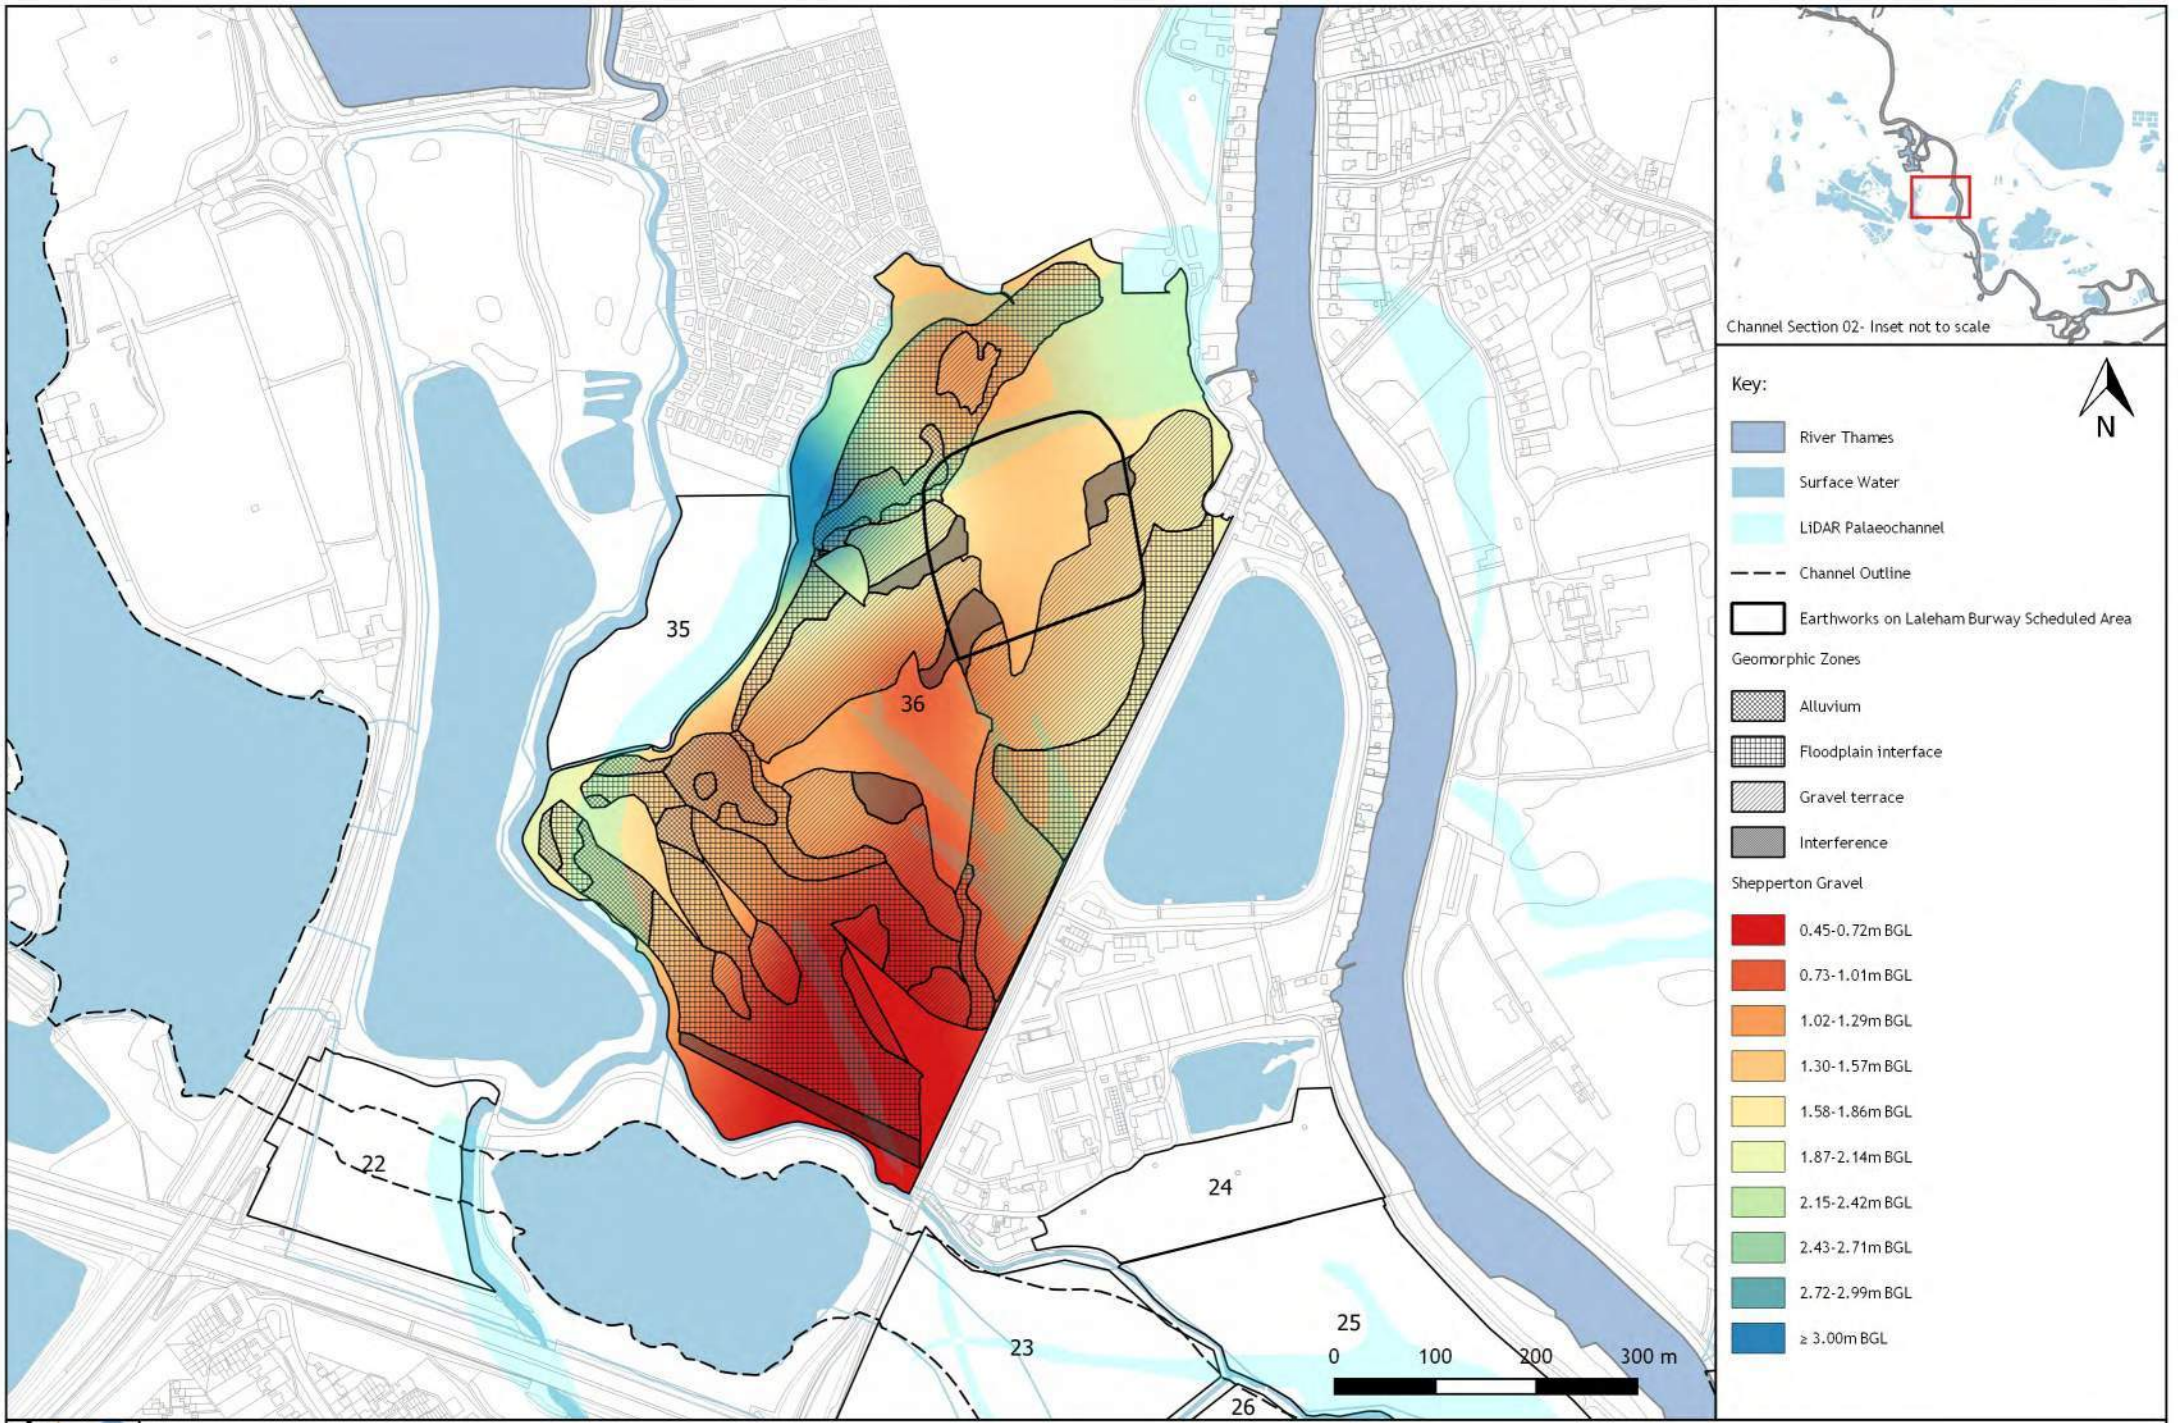 Channel Section 02- Inset not to scale
Key:
N
River Thames
Surface Water
LiDAR Palaeochannel
Channel Outline
Earthworks on Laleham Burway Scheduled Area
Geomorphic Zones
Alluvium
Floodplain interface
Gravel terrace
Interference
Shepperton Gravel
0.45-0.72m BGL
0.73-1.01m BGL
1.02-1.29m BGL
1.30-1.57m BGL
1.58-1.86m BGL
1.87-2.14m BGL
2.15-2.42m BGL
2.43-2.71m BGL
2.72-2.99m BGL
≥ 3.00m BGL
35
36
22
24
25
23
0 100 200 300 m
26